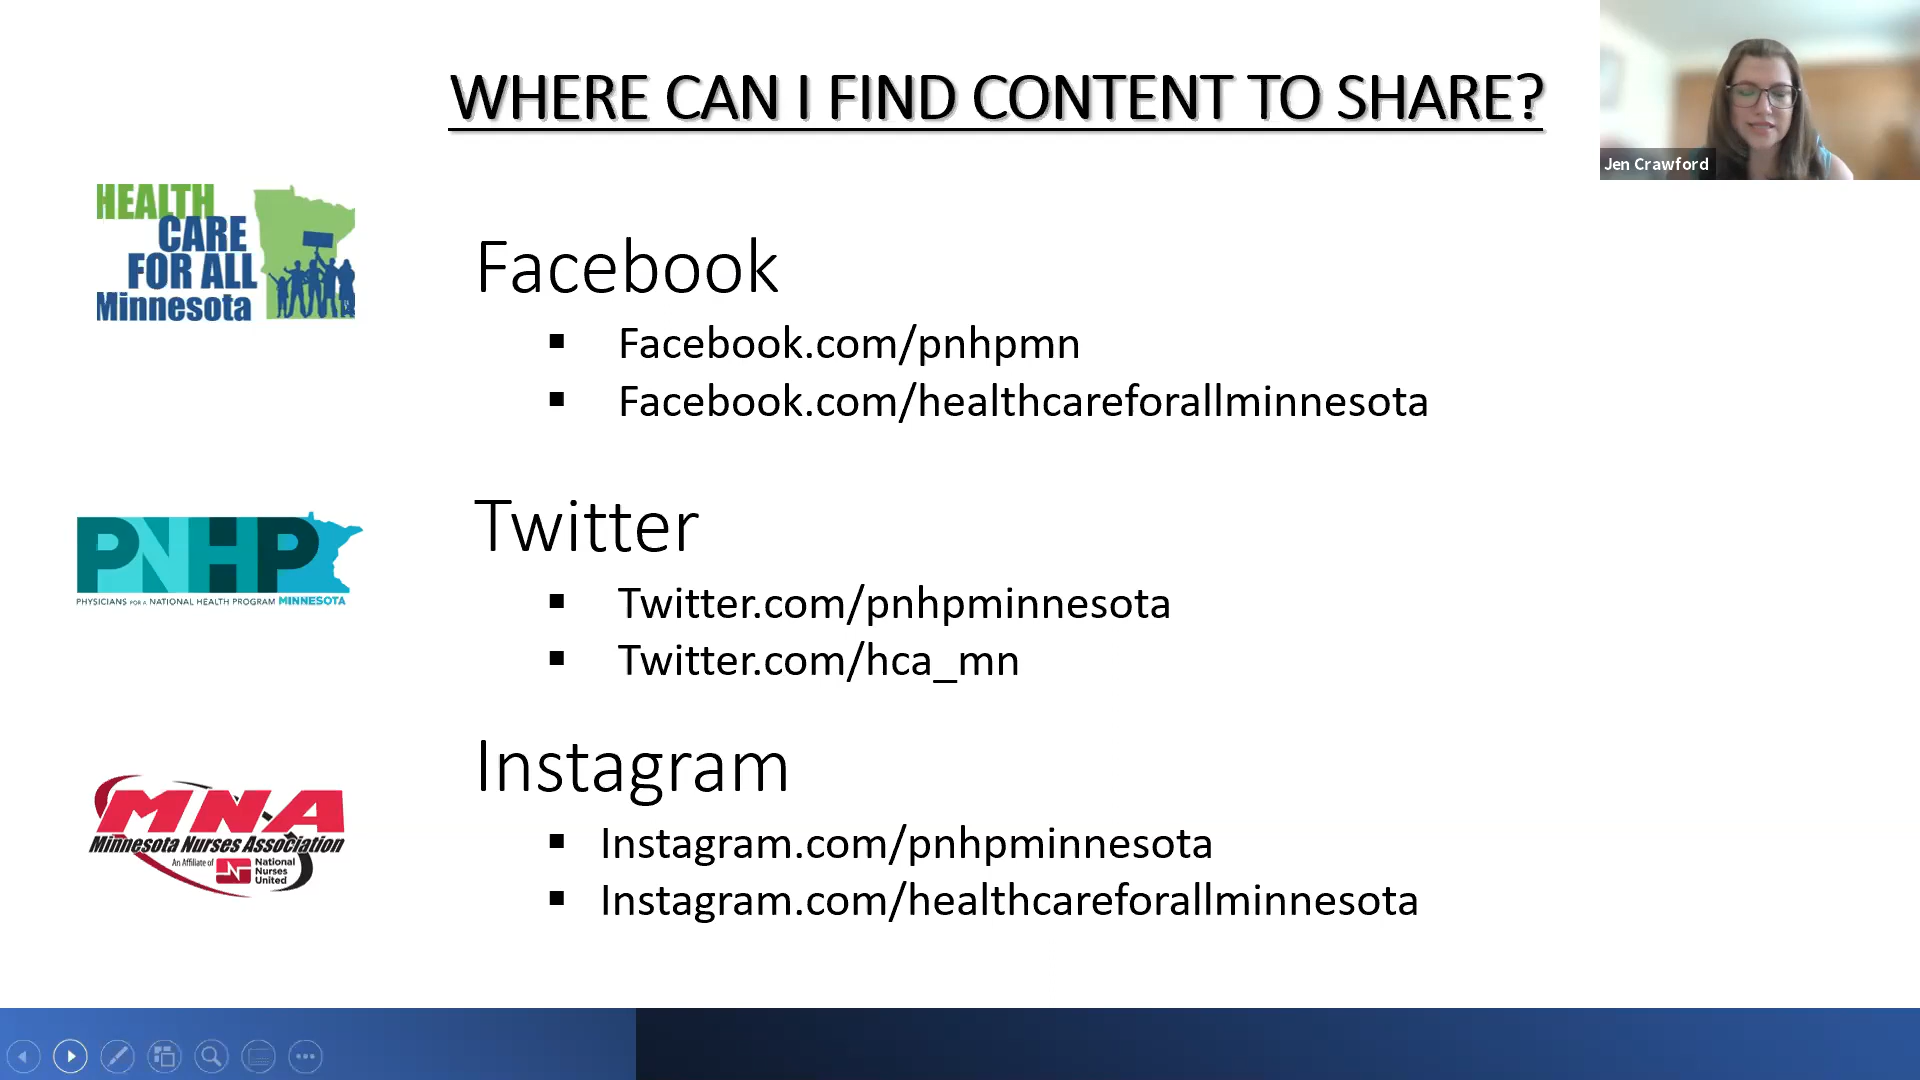 WHERE CAN I FIND CONTENT TO SHARE?
Jen Crawford
HEALTH
CARE
FOR ALL
Minnesota
Facebook
▪ Facebook.com/pnhpmn
▪ Facebook.com/healthcareforallminnesota
PNHP
PHYSICIANS FOR A NATIONAL HEALTH PROGRAM MINNESOTA
Twitter
▪ Twitter.com/pnhpminnesota
▪ Twitter.com/hca_mn
MNA
Minnesota Nurses Association
An Affiliate of
National
Nurses
United
Instagram
▪ Instagram.com/pnhpminnesota
▪ Instagram.com/healthcareforallminnesota